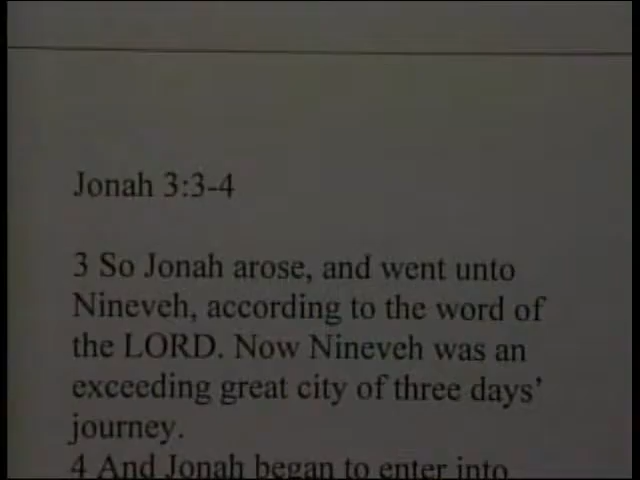 Jonah 3:3-4
3 So Jonah arose, and went unto
Nineveh, according to the word of
the LORD. Now Nineveh was an
exceeding great city of three days’
journey.
4 And Jonah began to enter into